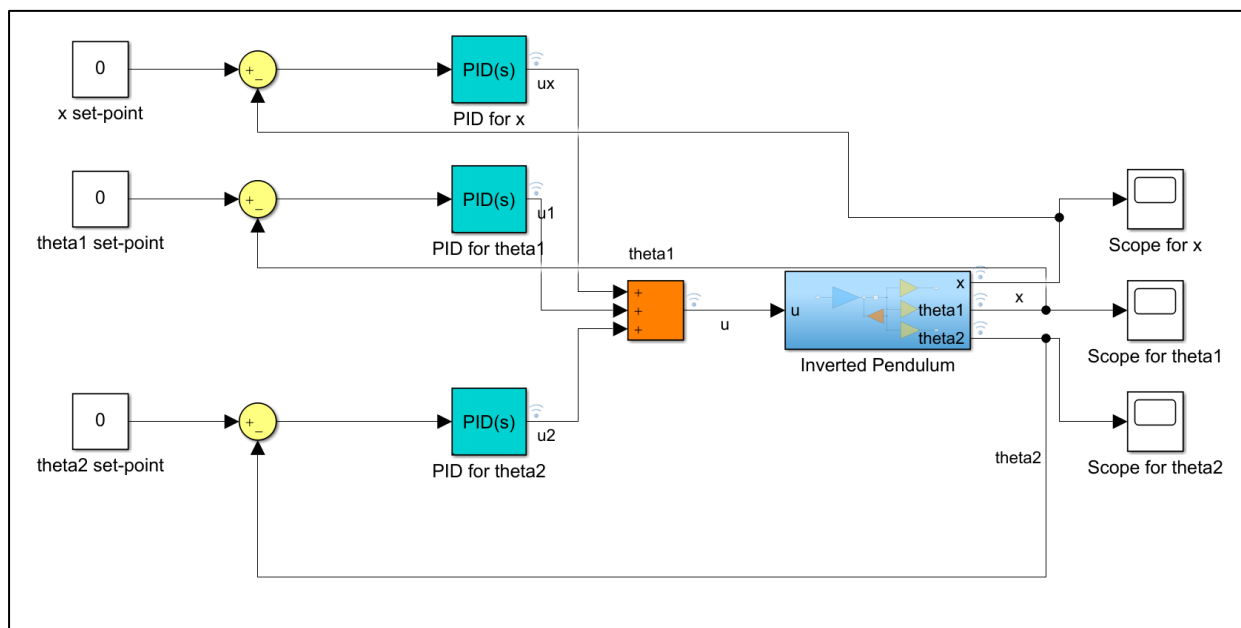 0
+
_
PID(s)
ux
x set-point
PID for x
0
+
_
PID(s)
u1
theta1 set-point
PID for theta1
Scope for x
theta1
+
+
+
u
u
x
theta1
theta2
x
Inverted Pendulum
Scope for theta1
0
+
_
PID(s)
u2
theta2 set-point
PID for theta2
theta2
Scope for theta2